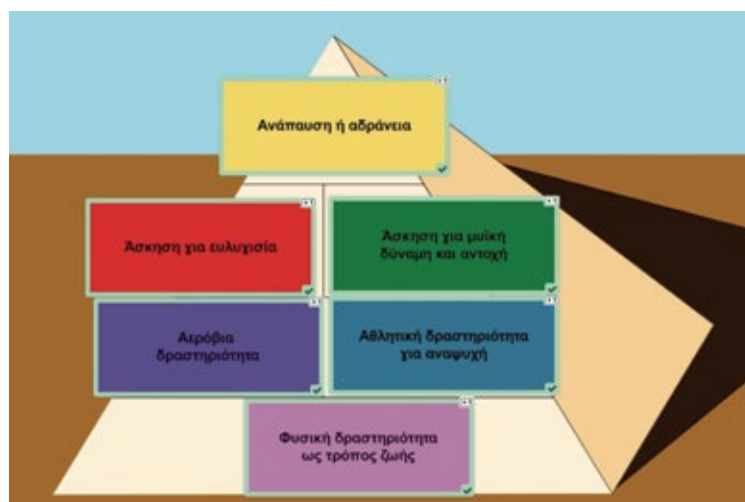 Ανάπαυση ή αδράνεια
Άσκηση για ευλυχισία
Άσκηση για μυϊκή
δύναμη και αντοχή
Αερόβια
δραστηριότητα
Αθλητική δραστηριότητα
για αναψυχή
Φυσική δραστηριότητα
ως τρόπος ζωής